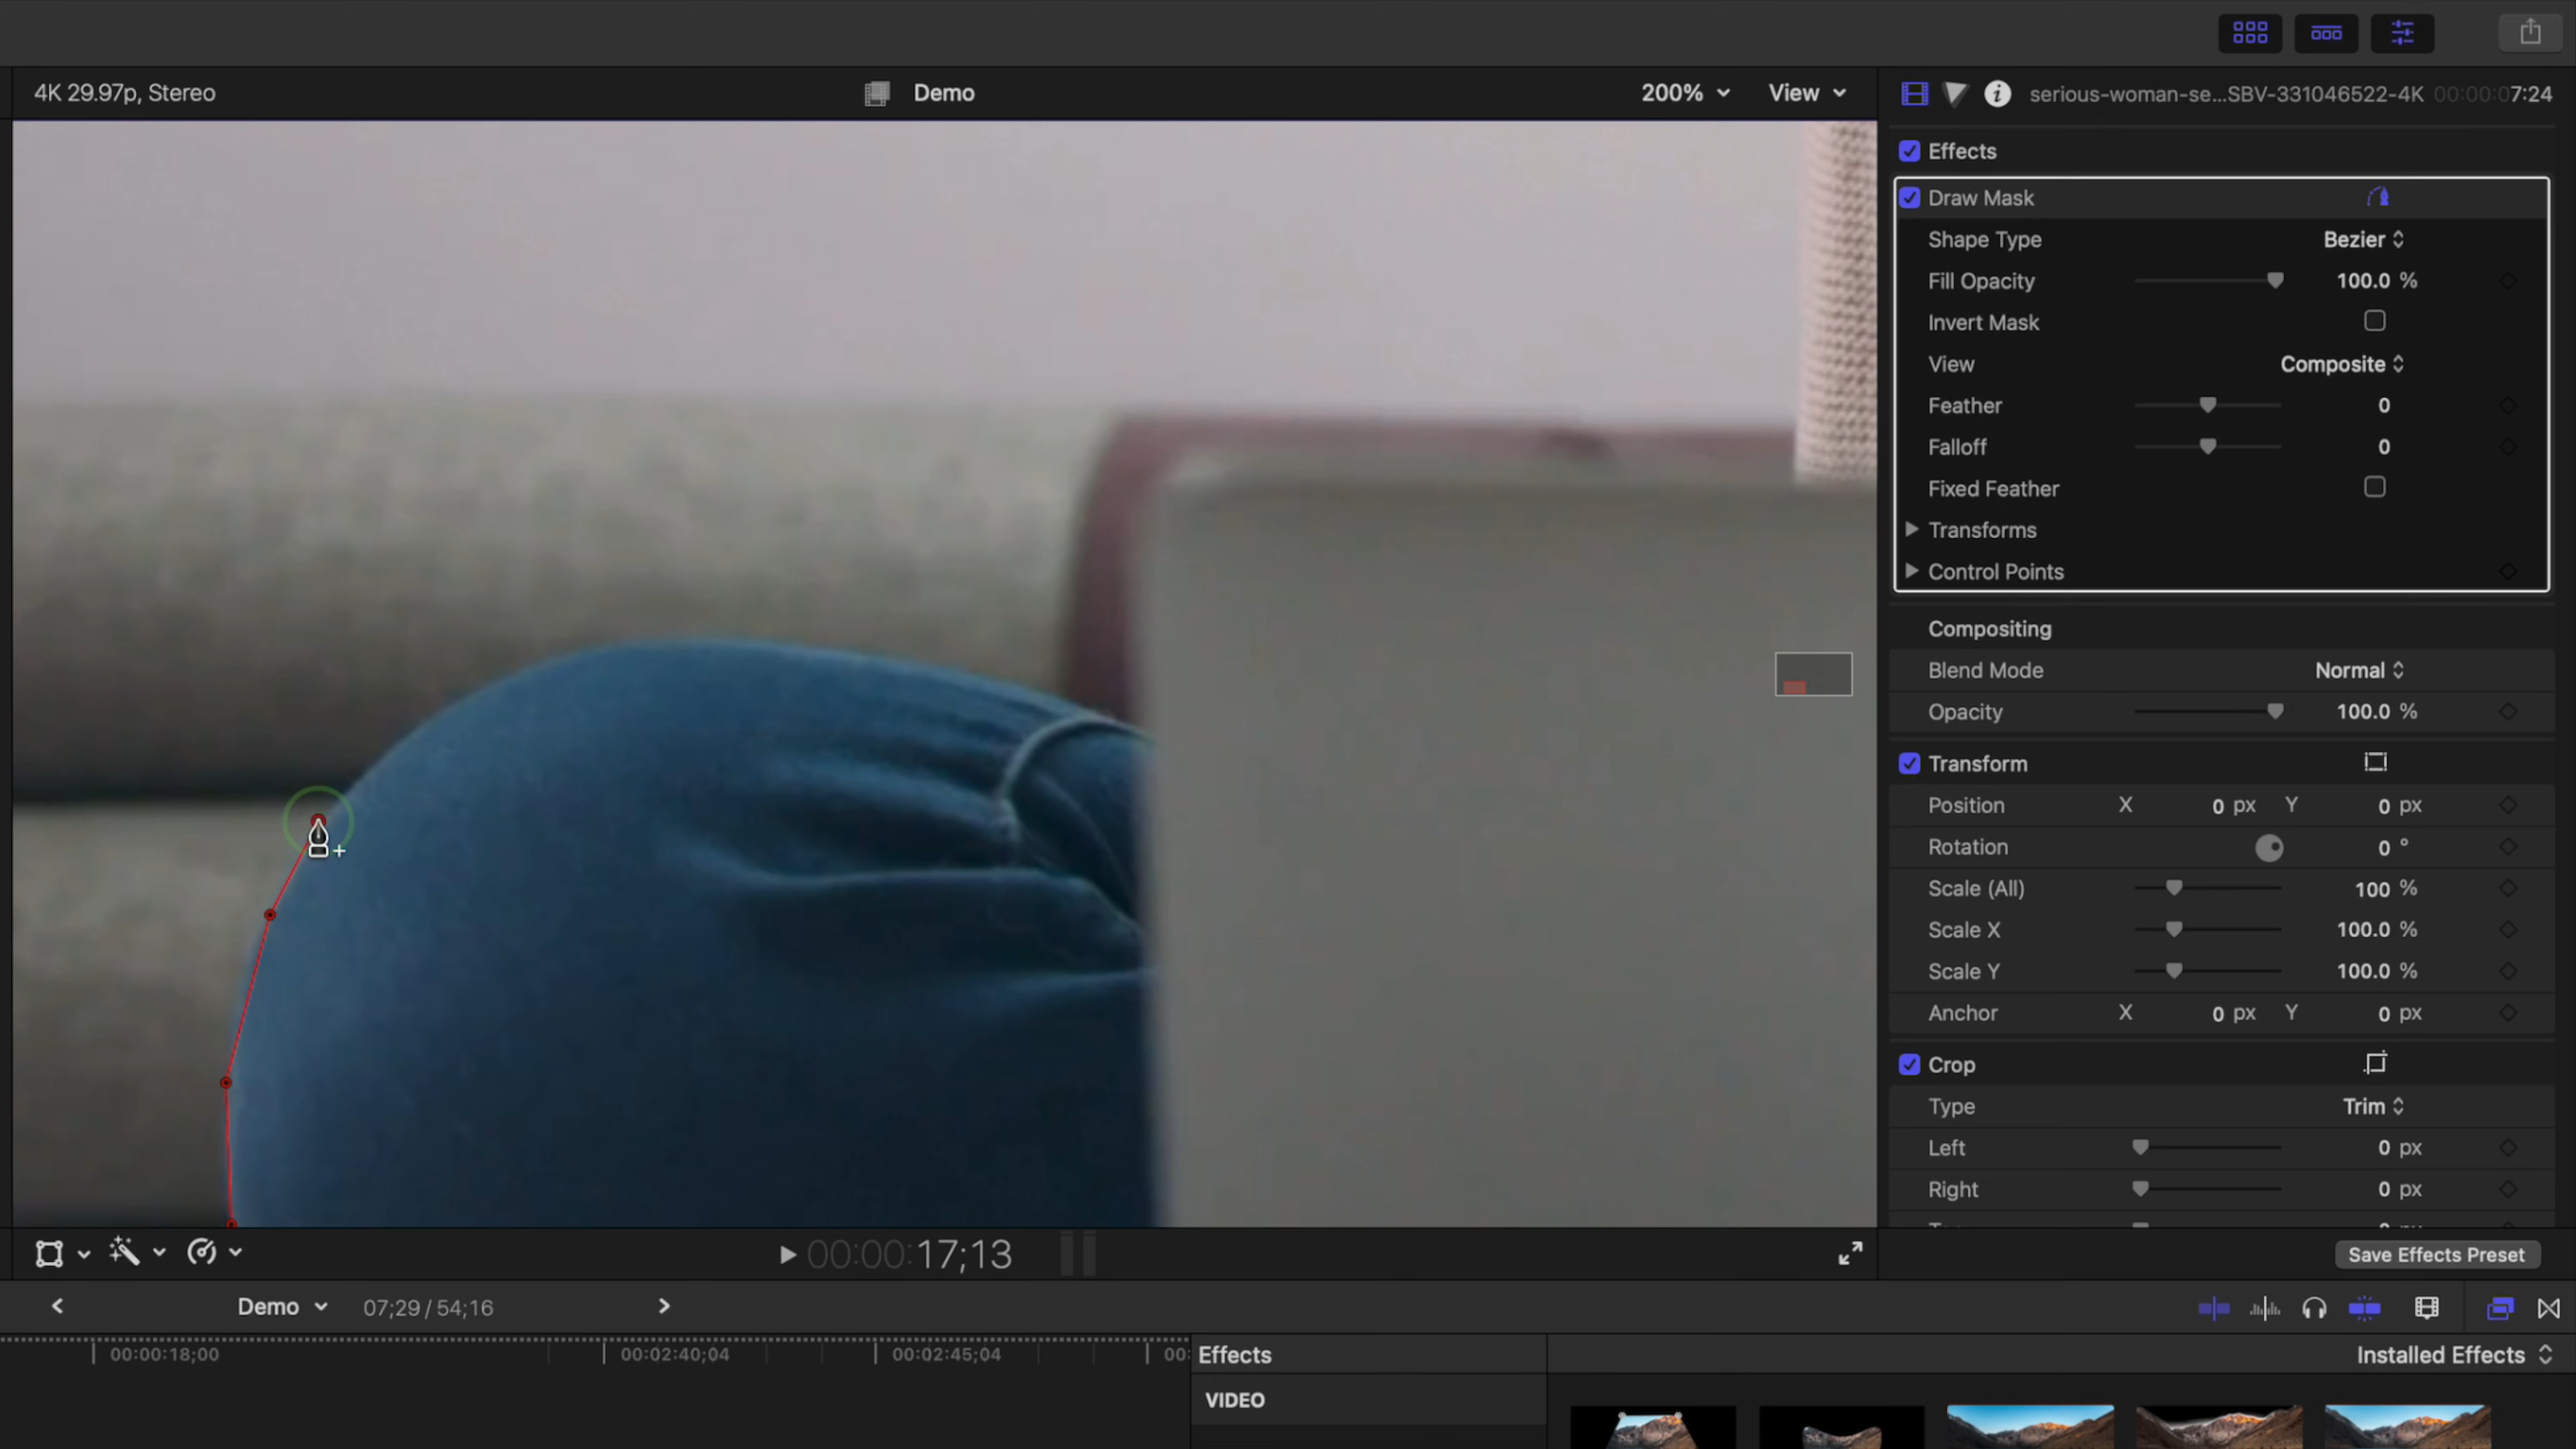 4K 29.97p, Stereo
Demo
200%
View
serious-woman-se...SBV-331046522-4K
00:00:07:24
Effects
Draw Mask
Shape Type
Bezier
Fill Opacity
100.0 %
Invert Mask
View
Composite
Feather
0
Falloff
0
Fixed Feather
Transforms
Control Points
Compositing
Blend Mode
Normal
Opacity
100.0 %
Transform
Position
X 0 px Y 0 px
Rotation
0 °
Scale (All)
100 %
Scale X
100.0 %
Scale Y
100.0 %
Anchor
X 0 px Y 0 px
Crop
Type
Trim
Left
0 px
Right
0 px
00:00:17;13
Save Effects Preset
Demo
07;29 / 54;16
00:00:18;00
00:02:40;04
00:02:45;04
00:
Effects
Installed Effects
VIDEO